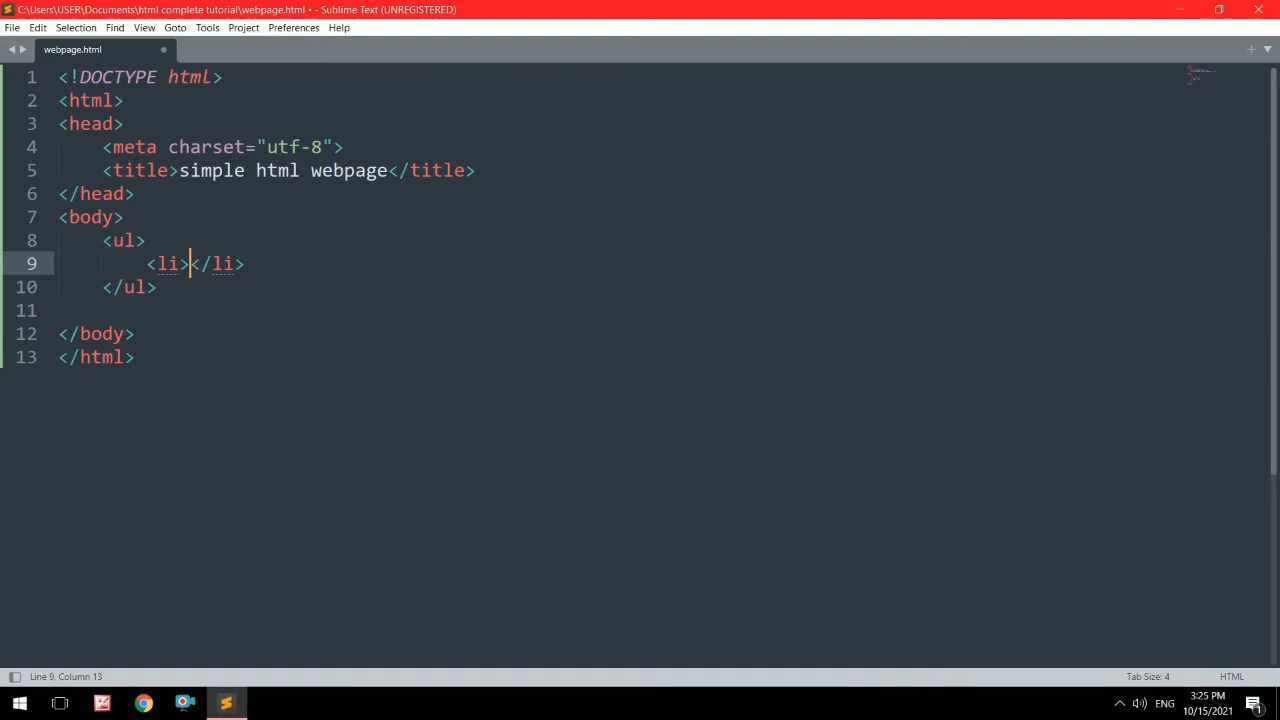 C:\Users\USER\Documents\html complete tutorial\webpage.html • - Sublime Text (UNREGISTERED)
File Edit Selection Find View Goto Tools Project Preferences Help
webpage.html
1 <!DOCTYPE html>
2 <html>
3 <head>
4 <meta charset="utf-8">
5 <title>simple html webpage</title>
6 </head>
7 <body>
8 <ul>
9 <li></li>
10 </ul>
11
12 </body>
13 </html>
Line 9, Column 13 Tab Size: 4 HTML
ENG 3:25 PM
10/15/2021 1